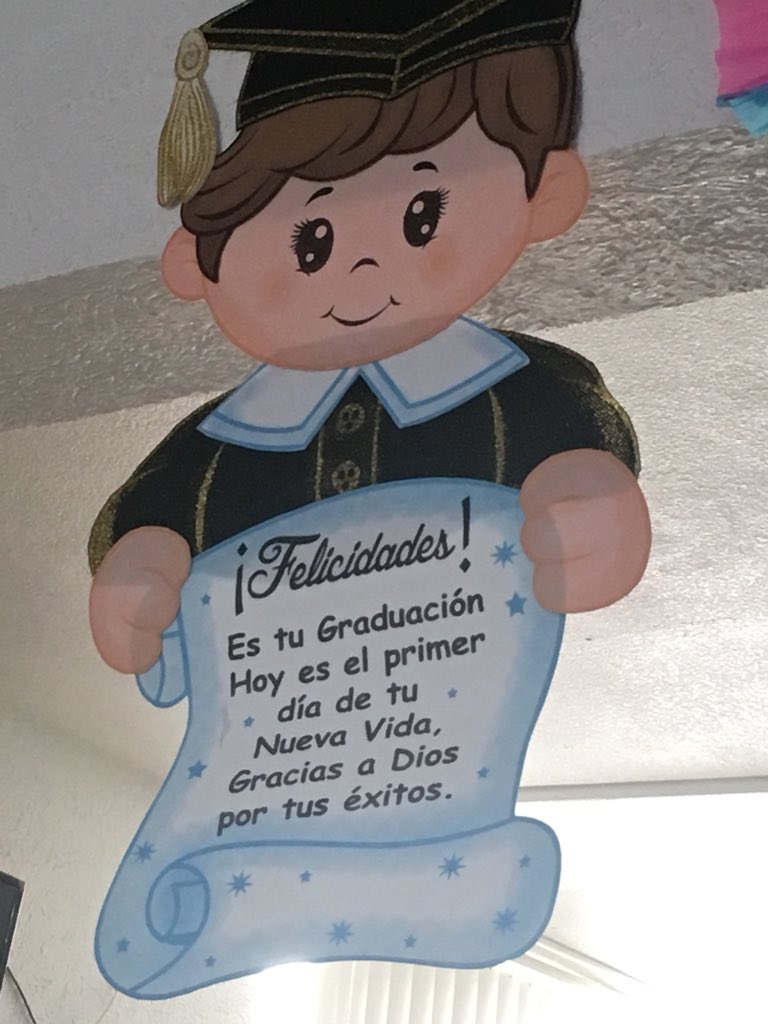 ¡Felicidades!
Es tu Graduación
Hoy es el primer
día de tu
Nueva Vida,
Gracias a Dios
por tus éxitos.